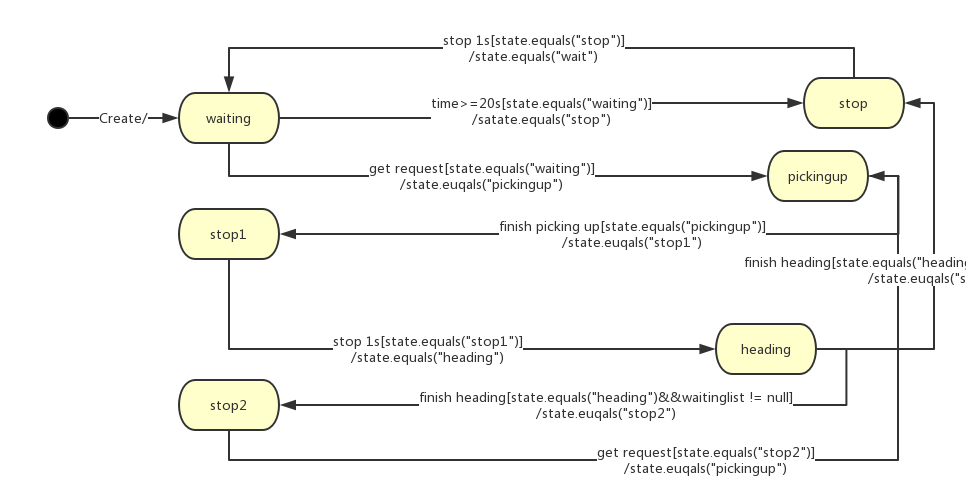 stop 1s[state.equals("stop")]
/state.equals("wait")
Create/
waiting
time>=20s[state.equals("waiting")]
/satate.equals("stop")
stop
get request[state.equals("waiting")]
/state.euqals("pickingup")
pickingup
stop1
finish picking up[state.equals("pickingup")]
/state.euqals("stop1")
finish heading[state.equals("heading
/state.euqals("s
stop 1s[state.equals("stop1")]
/state.equals("heading")
heading
stop2
finish heading[state.equals("heading")&&waitinglist != null]
/state.euqals("stop2")
get request[state.equals("stop2")]
/state.euqals("pickingup")